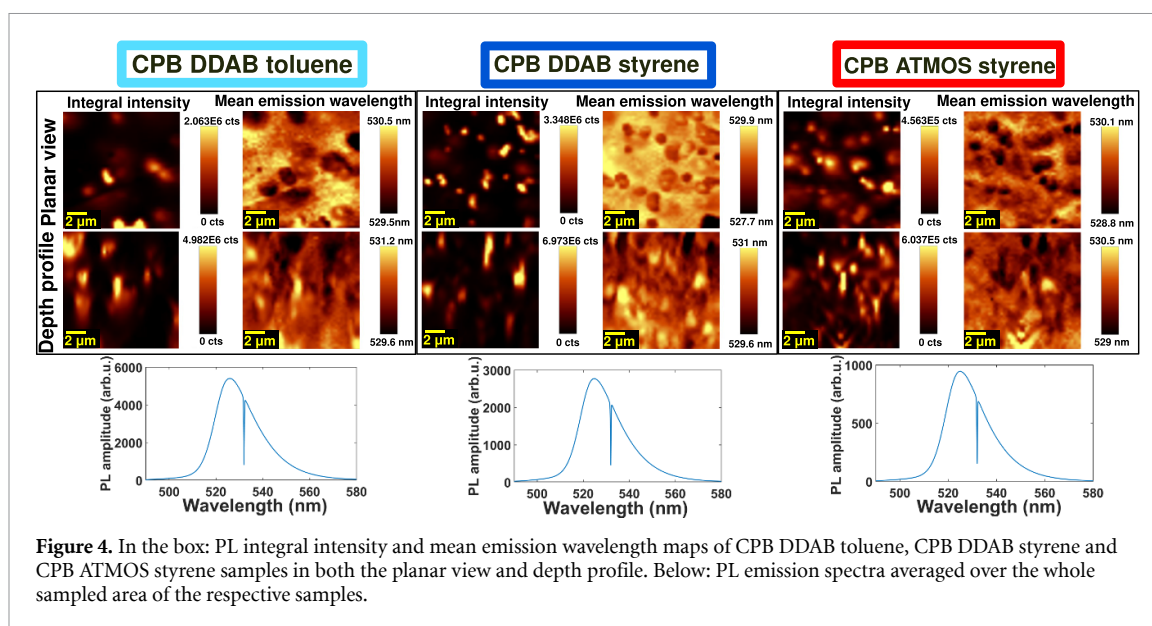 CPB DDAB toluene
CPB DDAB styrene
CPB ATMOS styrene
Integral intensity
Mean emission wavelength
Integral intensity
Mean emission wavelength
Integral intensity
Mean emission wavelength
Planar view
2.063E6 cts
0 cts
530.5 nm
529.5nm
3.348E6 cts
0 cts
529.9 nm
527.7 nm
4.563E5 cts
0 cts
530.1 nm
528.8 nm
2 µm
2 µm
2 µm
2 µm
2 µm
2 µm
Depth profile
4.982E6 cts
0 cts
531.2 nm
529.6 nm
6.973E6 cts
0 cts
531 nm
529.6 nm
6.037E5 cts
0 cts
530.5 nm
529 nm
2 µm
2 µm
2 µm
2 µm
2 µm
2 µm
PL amplitude (arb.u.)
6000
4000
2000
0
500 520 540 560 580
Wavelength (nm)
PL amplitude (arb.u.)
3000
2000
1000
0
500 520 540 560 580
Wavelength (nm)
PL amplitude (arb.u.)
1000
500
0
500 520 540 560 580
Wavelength (nm)
Figure 4. In the box: PL integral intensity and mean emission wavelength maps of CPB DDAB toluene, CPB DDAB styrene and
CPB ATMOS styrene samples in both the planar view and depth profile. Below: PL emission spectra averaged over the whole
sampled area of the respective samples.